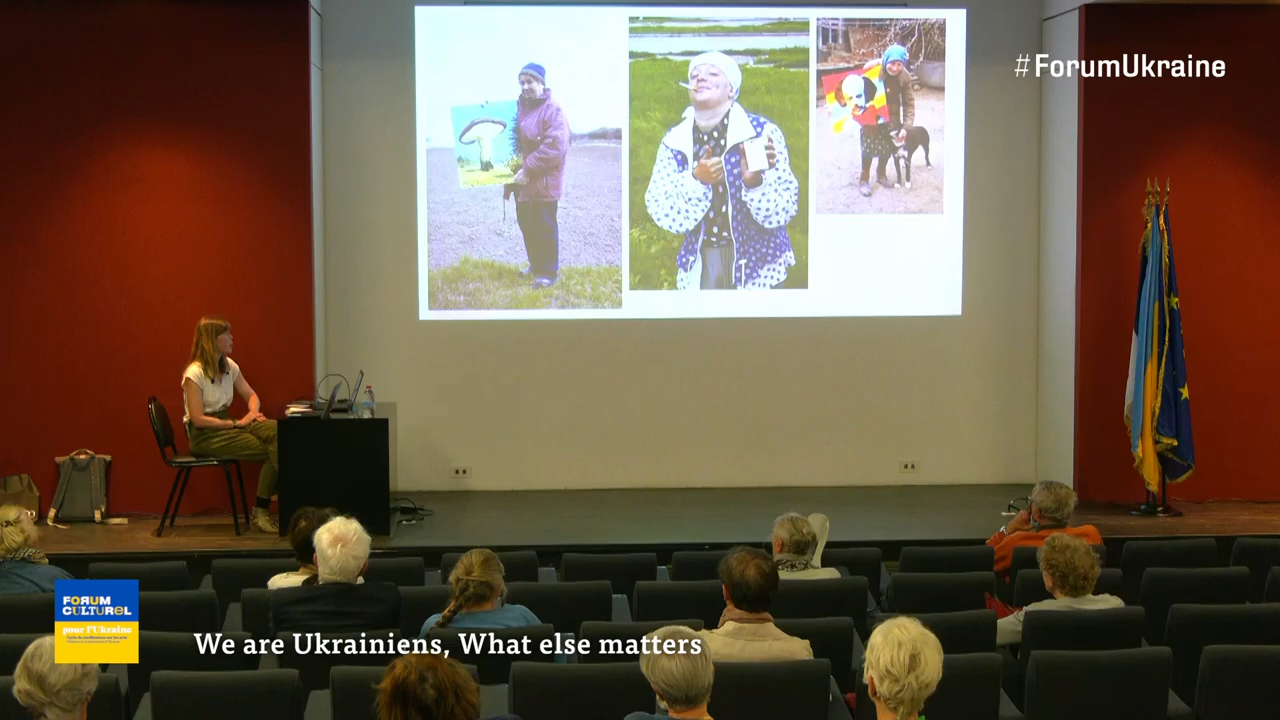 #ForumUkraine
FORUM
CULTUREL
pour l'Ukraine
We are Ukrainiens, What else matters